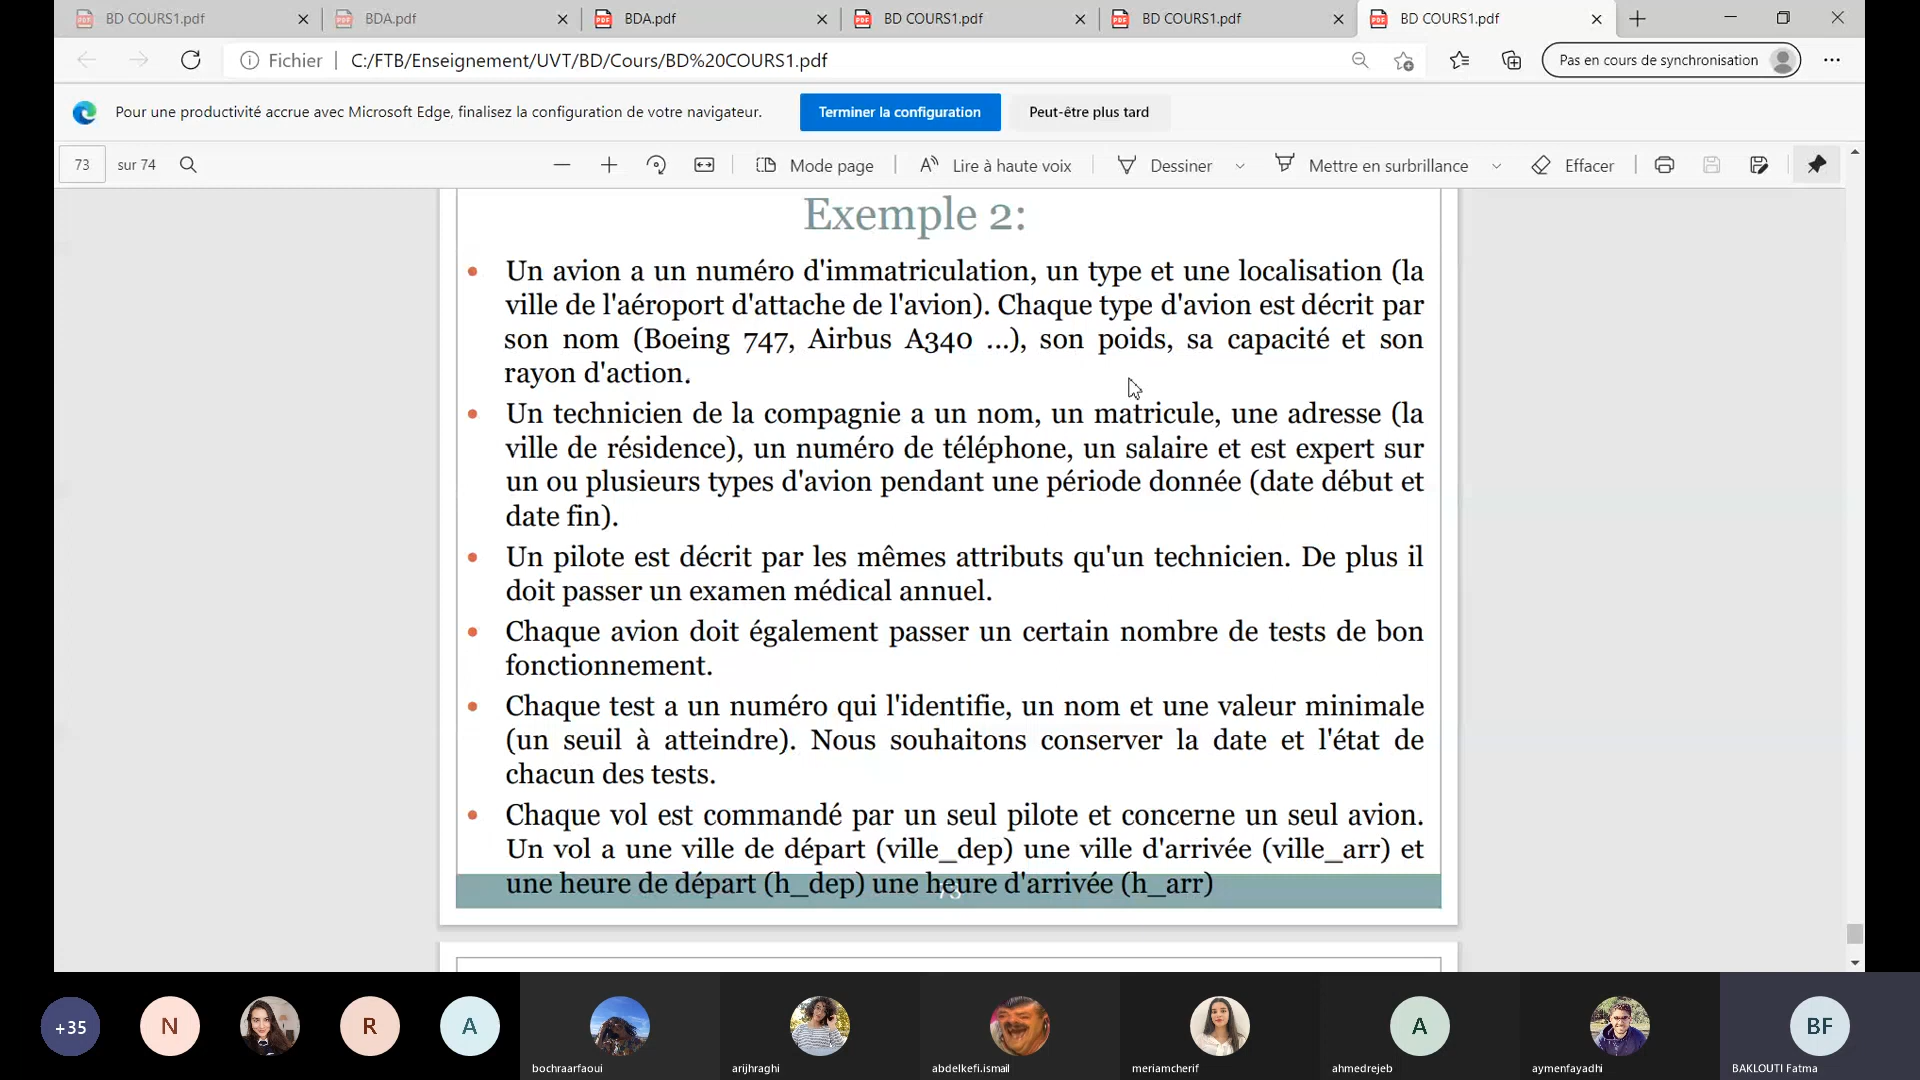 BD COURS1.pdf
BDA.pdf
BDA.pdf
BD COURS1.pdf
BD COURS1.pdf
BD COURS1.pdf
Fichier
C:/FTB/Enseignement/UVT/BD/Cours/BD%20COURS1.pdf
Pas en cours de synchronisation
Pour une productivité accrue avec Microsoft Edge, finalisez la configuration de votre navigateur.
Terminer la configuration
Peut-être plus tard
73 sur 74
Mode page
Lire à haute voix
Dessiner
Mettre en surbrillance
Effacer
Exemple 2:
• Un avion a un numéro d'immatriculation, un type et une localisation (la
ville de l'aéroport d'attache de l'avion). Chaque type d'avion est décrit par
son nom (Boeing 747, Airbus A340 ...), son poids, sa capacité et son
rayon d'action.
• Un technicien de la compagnie a un nom, un matricule, une adresse (la
ville de résidence), un numéro de téléphone, un salaire et est expert sur
un ou plusieurs types d'avion pendant une période donnée (date début et
date fin).
• Un pilote est décrit par les mêmes attributs qu'un technicien. De plus il
doit passer un examen médical annuel.
• Chaque avion doit également passer un certain nombre de tests de bon
fonctionnement.
• Chaque test a un numéro qui l'identifie, un nom et une valeur minimale
(un seuil à atteindre). Nous souhaitons conserver la date et l'état de
chacun des tests.
• Chaque vol est commandé par un seul pilote et concerne un seul avion.
Un vol a une ville de départ (ville_dep) une ville d'arrivée (ville_arr) et
une heure de départ (h_dep) une heure d'arrivée (h_arr)
73
+35
N
R
A
A
BF
bochraarfaoui
arijhraghi
abdelkefi.ismail
meriamcherif
ahmedrejeb
aymenfayadhi
BAKLOUTI Fatma